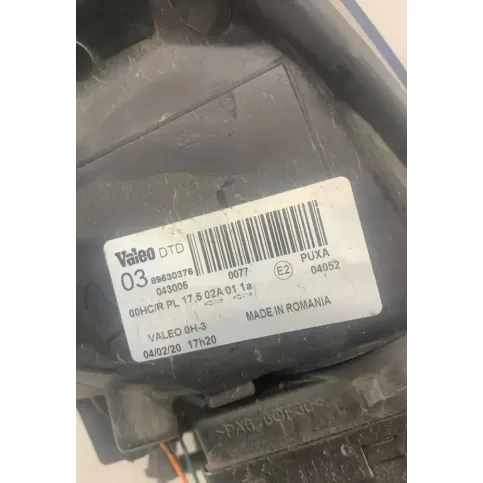 Valeo DTD
03 89630376 0077 PUXA
043005 E2 04052
00HC/R PL 17,5 02A 01 1a
VALEO 0H-3 MADE IN ROMANIA
04/02/20 17h20